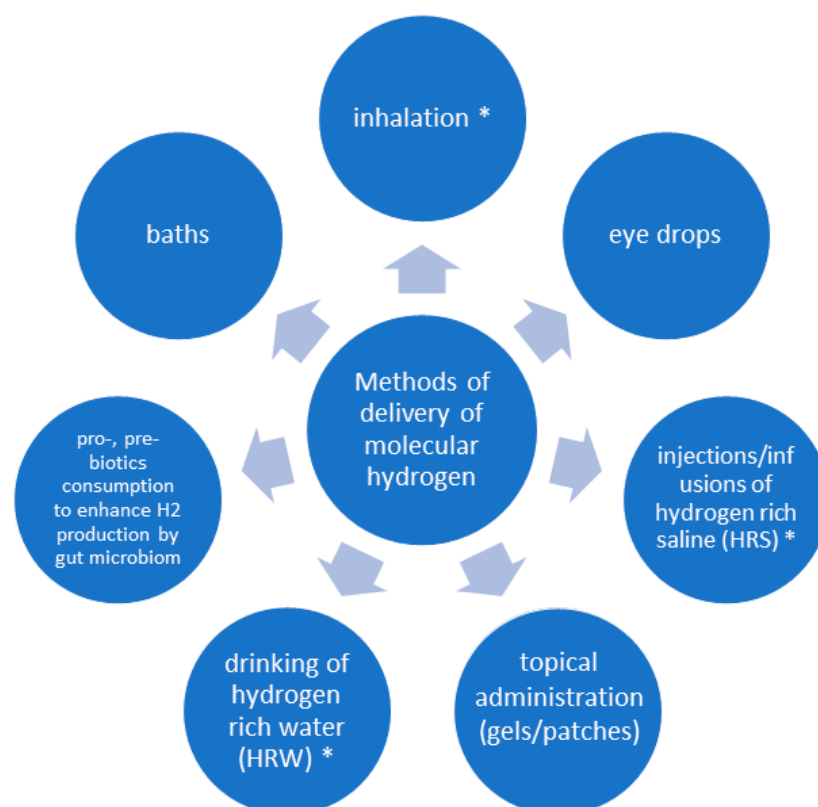 inhalation *
baths
eye drops
Methods of
delivery of
molecular
hydrogen
pro-, pre-
biotics
consumption
to enhance H2
production by
gut microbiom
injections/inf
usions of
hydrogen rich
saline (HRS) *
drinking of
hydrogen
rich water
(HRW) *
topical
administration
(gels/patches)